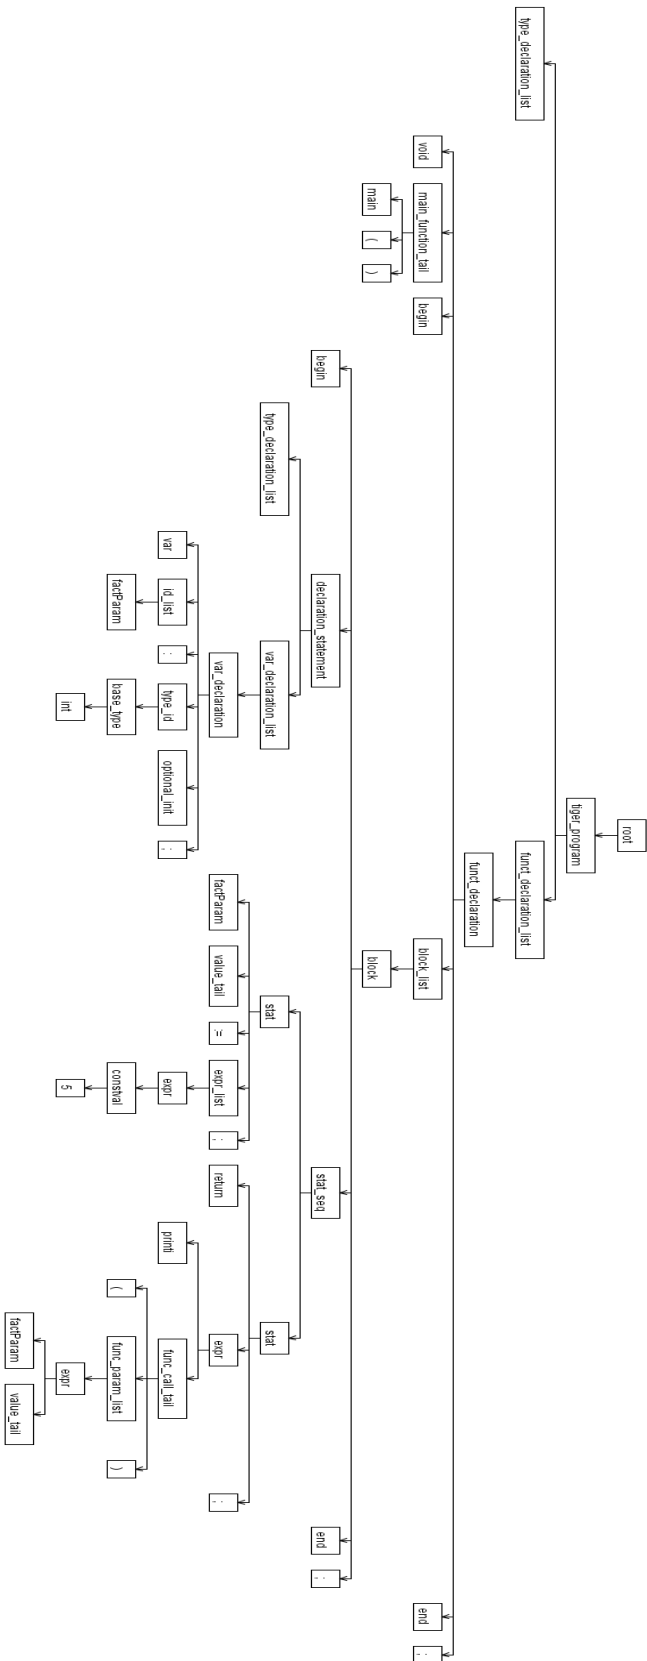 root
tiger_program
type_declaration_list
funct_declaration_list
funct_declaration
void
main_function_tail
begin
block_list
end
;
main
(
)
block
begin
declaration_statement
stat_seq
end
;
type_declaration_list
var_declaration_list
stat
stat
var_declaration
factParam
value_tail
:=
expr_list
;
return
expr
;
var
id_list
:
type_id
optional_init
;
expr
printi
func_call_tail
factParam
base_type
constval
(
func_param_list
)
int
5
expr
factParam
value_tail